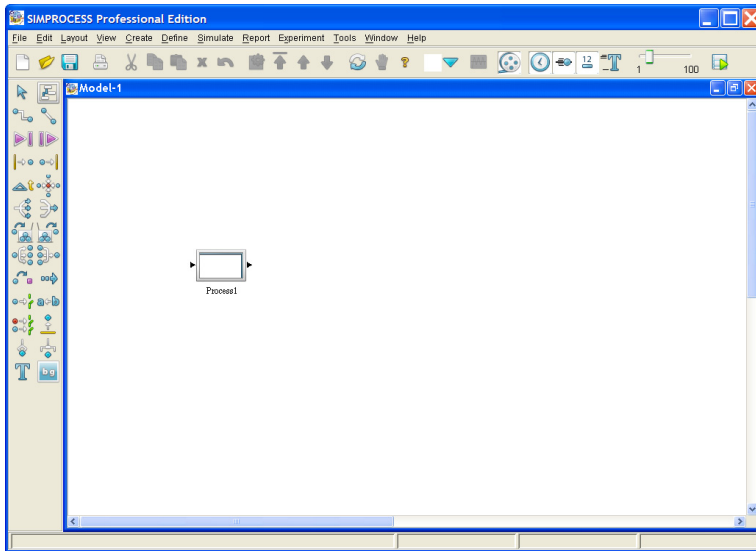 SIMPROCESS Professional Edition
File Edit Layout View Create Define Simulate Report Experiment Tools Window Help
12 T 1 100
Model-1
Process1
a b
T bg